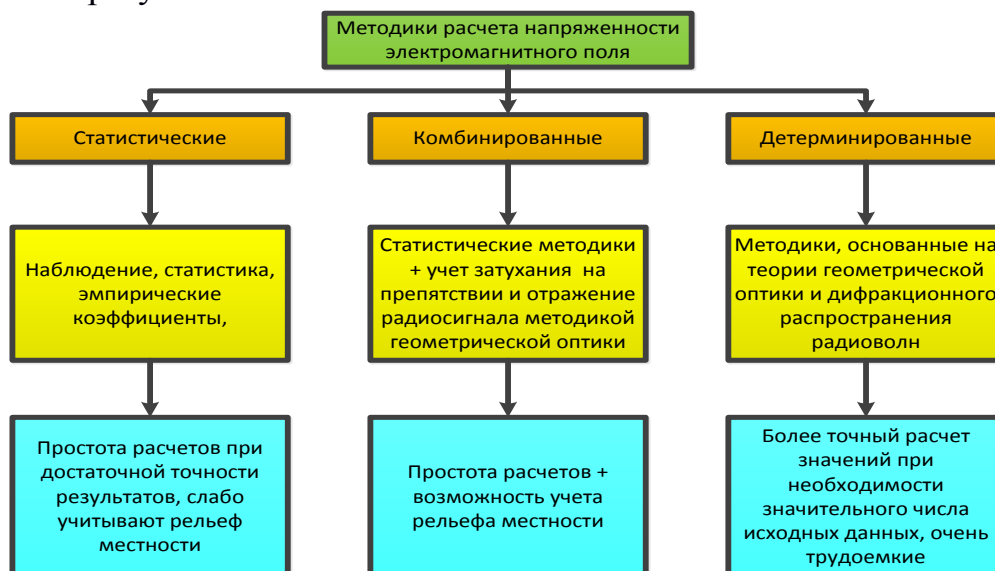 Методики расчета напряженности
электромагнитного поля
Статистические
Комбинированные
Детерминированные
Наблюдение, статистика,
эмпирические
коэффициенты,
Статистические методики
+ учет затухания на
препятствии и отражение
радиосигнала методикой
геометрической оптики
Методики, основанные на
теории геометрической
оптики и дифракционного
распространения
радиоволн
Простота расчетов при
достаточной точности
результатов, слабо
учитывают рельеф
местности
Простота расчетов +
возможность учета
рельефа местности
Более точный расчет
значений при
необходимости
значительного числа
исходных данных, очень
трудоемкие